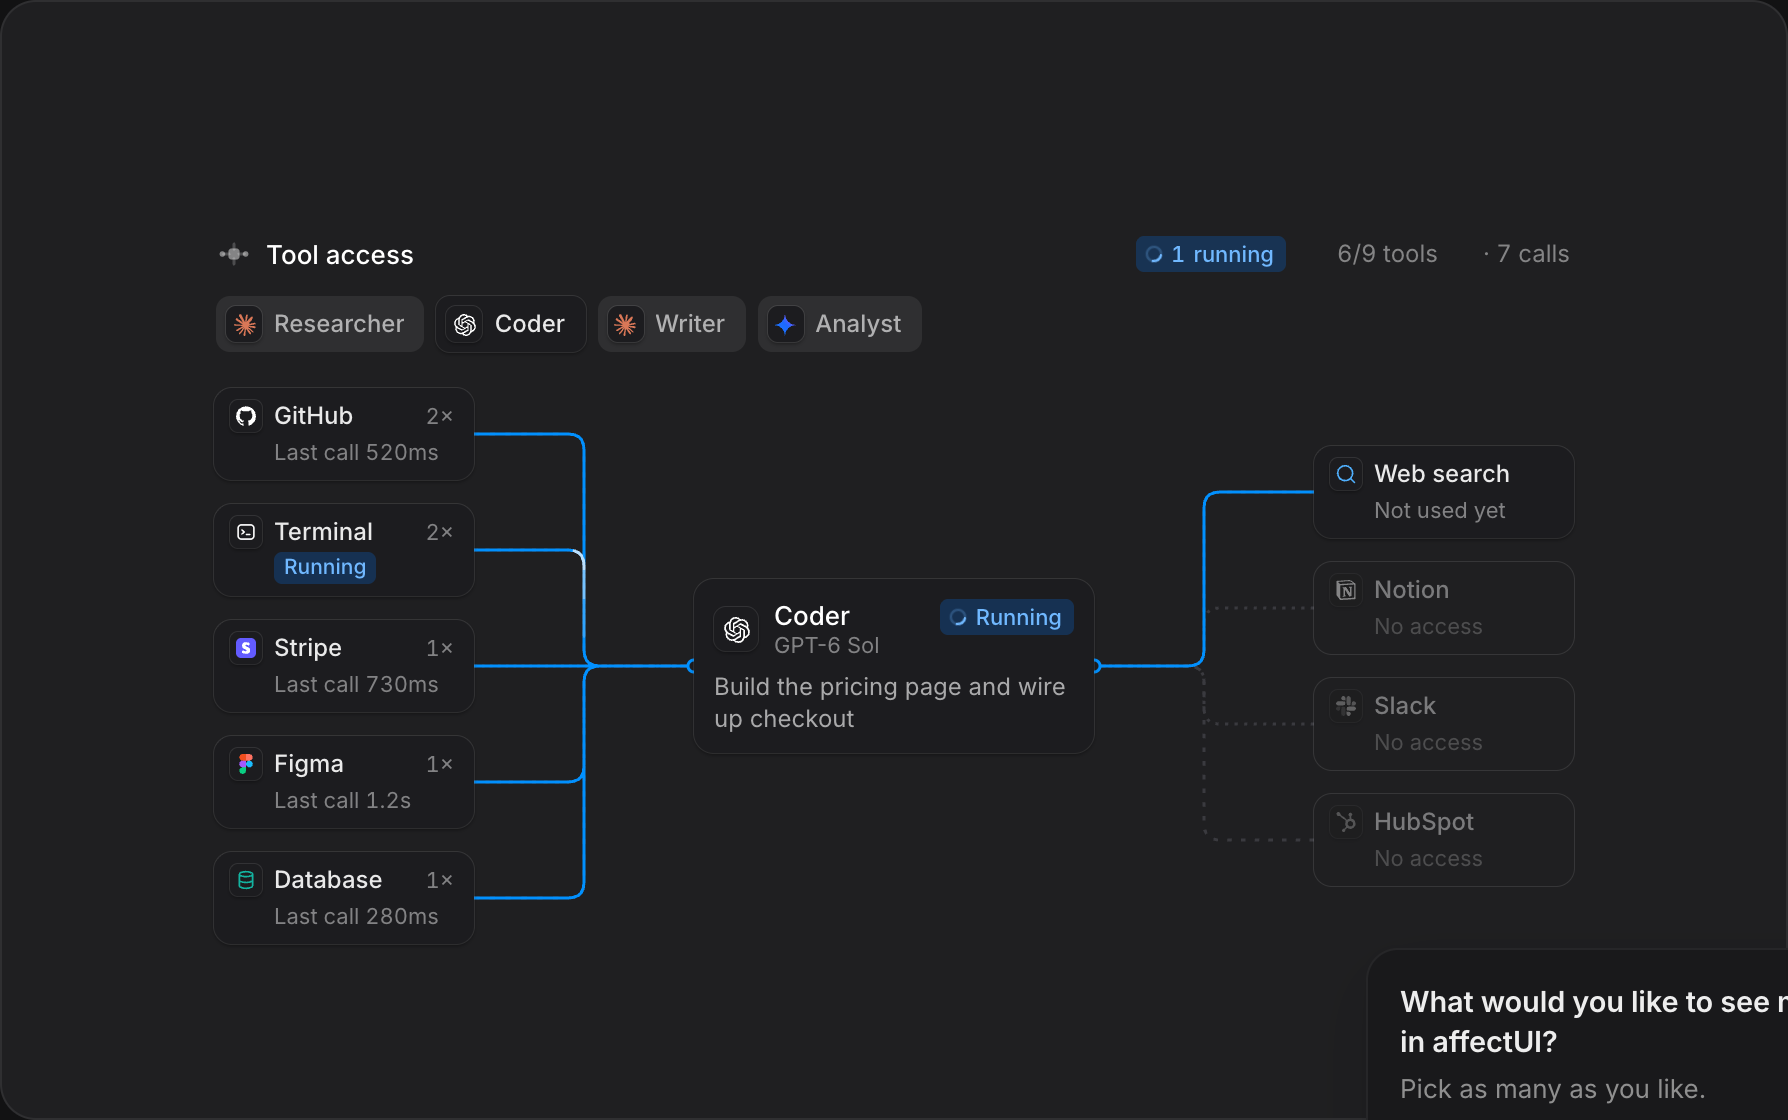 Tool access
1 running
6/9 tools
· 7 calls
Researcher
Coder
Writer
Analyst
GitHub
2×
Last call 520ms
Terminal
2×
Running
Stripe
1×
Last call 730ms
Figma
1×
Last call 1.2s
Database
1×
Last call 280ms
Coder
Running
GPT-6 Sol
Build the pricing page and wire
up checkout
Web search
Not used yet
Notion
No access
Slack
No access
HubSpot
No access
What would you like to see
in affectUI?
Pick as many as you like.